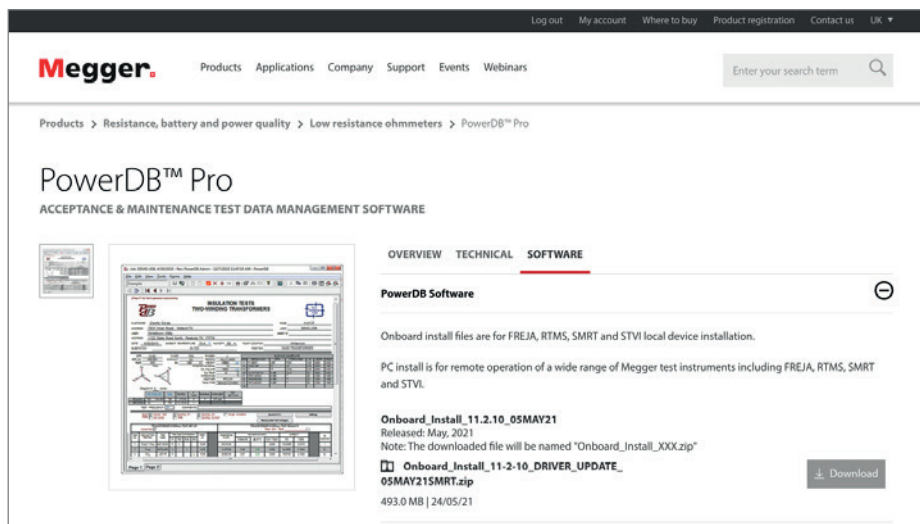 Log out My account Where to buy Product registration Contact us UK ▼
Megger.
Products Applications Company Support Events Webinars
Enter your search term
Products > Resistance, battery and power quality > Low resistance ohmmeters > PowerDB™ Pro
PowerDB™ Pro
ACCEPTANCE & MAINTENANCE TEST DATA MANAGEMENT SOFTWARE
INSULATION TESTS
TWO-WINDING TRANSFORMERS
Page 1 Page 2
OVERVIEW TECHNICAL SOFTWARE
PowerDB Software
Onboard install files are for FREJA, RTMS, SMRT and STVI local device
installation.
PC install is for remote operation of a wide range of Megger test instruments including FREJA, RTMS, SMRT
and STVI.
Onboard_Install_11.2.10_05MAY21
Released: May, 2021
Note: The downloaded file will be named "Onboard_Install_XXX.zip"
Onboard_Install_11-2-10_DRIVER_UPDATE_
05MAY21SMRT.zip
Download
493.0 MB | 24/05/21